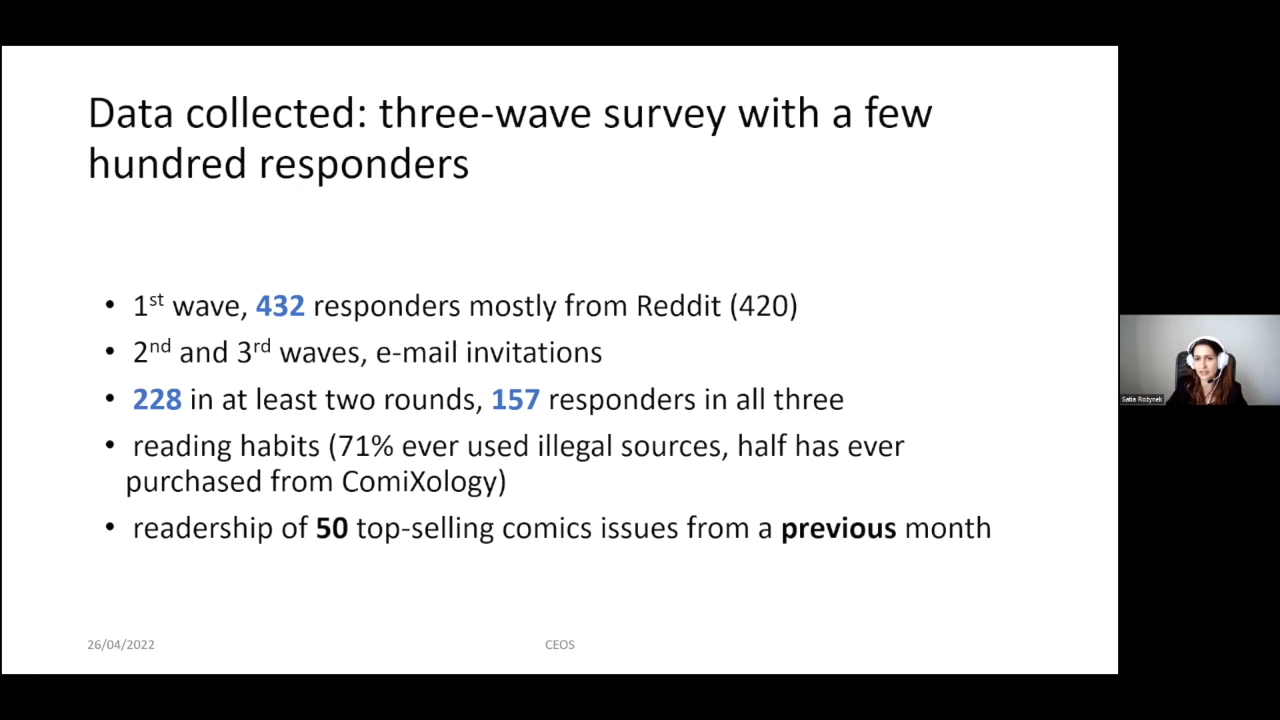 Data collected: three-wave survey with a few
hundred responders
• 1st wave, 432 responders mostly from Reddit (420)
• 2nd and 3rd waves, e-mail invitations
• 228 in at least two rounds, 157 responders in all three
• reading habits (71% ever used illegal sources, half has ever
purchased from ComiXology)
• readership of 50 top-selling comics issues from a previous month
Satia Rożynek
26/04/2022
CEOS